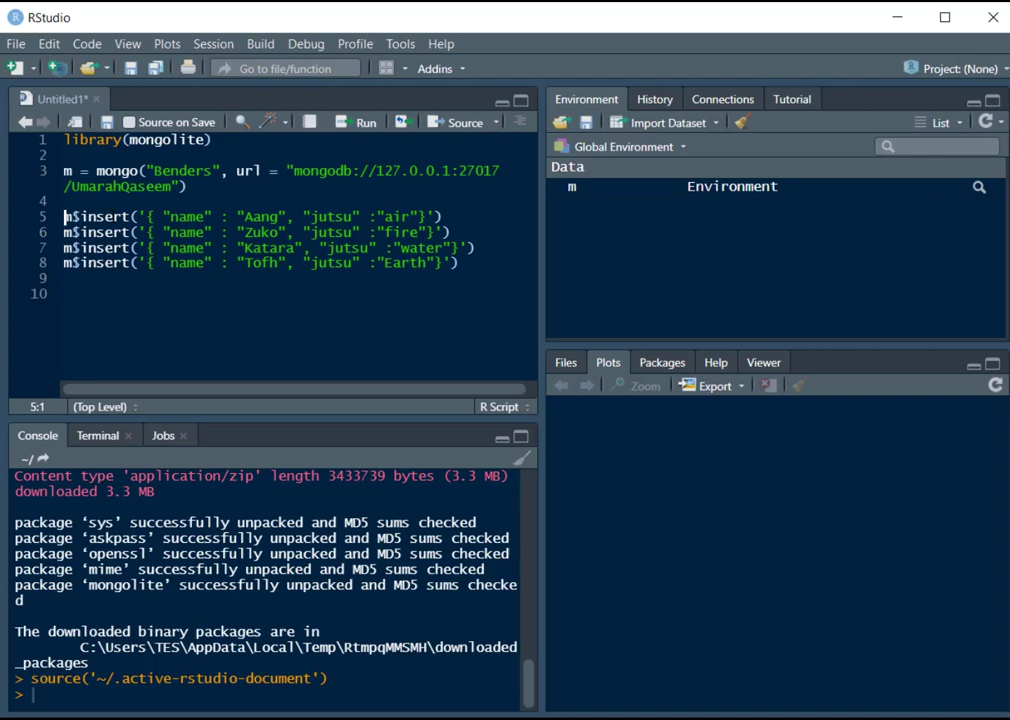 RStudio
File Edit Code View Plots Session Build Debug Profile Tools Help
Go to file/function Addins Project: (None)
Untitled1*
Source on Save Run Source
1 library(mongolite)
2
3 m = mongo("Benders", url = "mongodb://127.0.0.1:27017
/UmarahQaseem")
4
5 m$insert('{ "name" : "Aang", "jutsu" :"air"}')
6 m$insert('{ "name" : "Zuko", "jutsu" :"fire"}')
7 m$insert('{ "name" : "Katara", "jutsu" :"water"}')
8 m$insert('{ "name" : "Tofh", "jutsu" :"Earth"}')
9
10
5:1 (Top Level) R Script
Console Terminal Jobs
~/
Content type 'application/zip' length 3433739 bytes (3.3 MB)
downloaded 3.3 MB
package ‘sys’ successfully unpacked and MD5 sums checked
package ‘askpass’ successfully unpacked and MD5 sums checked
package ‘openssl’ successfully unpacked and MD5 sums checked
package ‘mime’ successfully unpacked and MD5 sums checked
package ‘mongolite’ successfully unpacked and MD5 sums checke
d
The downloaded binary packages are in
C:\Users\TES\AppData\Local\Temp\RtmpqMMSMH\downloaded
_packages
> source('~/.active-rstudio-document')
>
Environment History Connections Tutorial
Import Dataset List
Global Environment
Data
m Environment
Files Plots Packages Help Viewer
Zoom Export